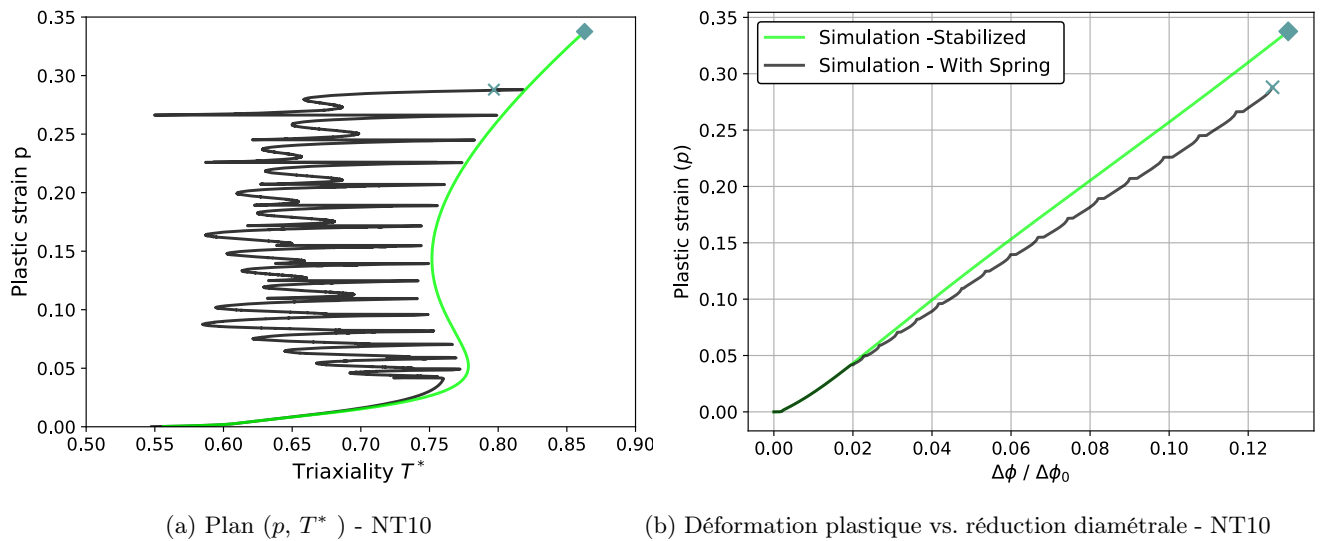 0.35
0.30
0.25
0.20
0.15
0.10
0.05
0.00
Plastic strain p
0.50 0.55 0.60 0.65 0.70 0.75 0.80 0.85 0.90
Triaxiality T*
(a) Plan (p, T* ) - NT10
Simulation -Stabilized
Simulation - With Spring
0.35
0.30
0.25
0.20
0.15
0.10
0.05
0.00
Plastic strain (p)
0.00 0.02 0.04 0.06 0.08 0.10 0.12
Δϕ / Δϕ₀
(b) Déformation plastique vs. réduction diamétrale - NT10